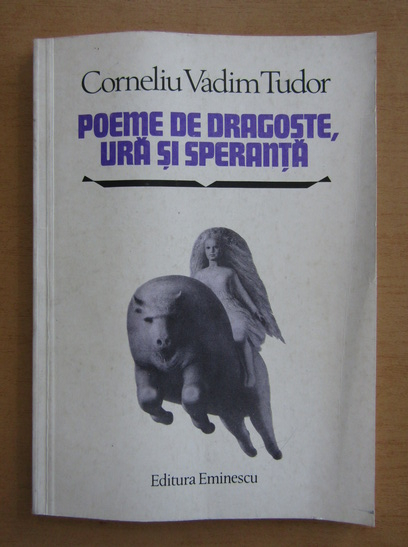 Corneliu Vadim Tudor
POEME DE DRAGOSTE,
URĂ ȘI SPERANȚĂ
Editura Eminescu